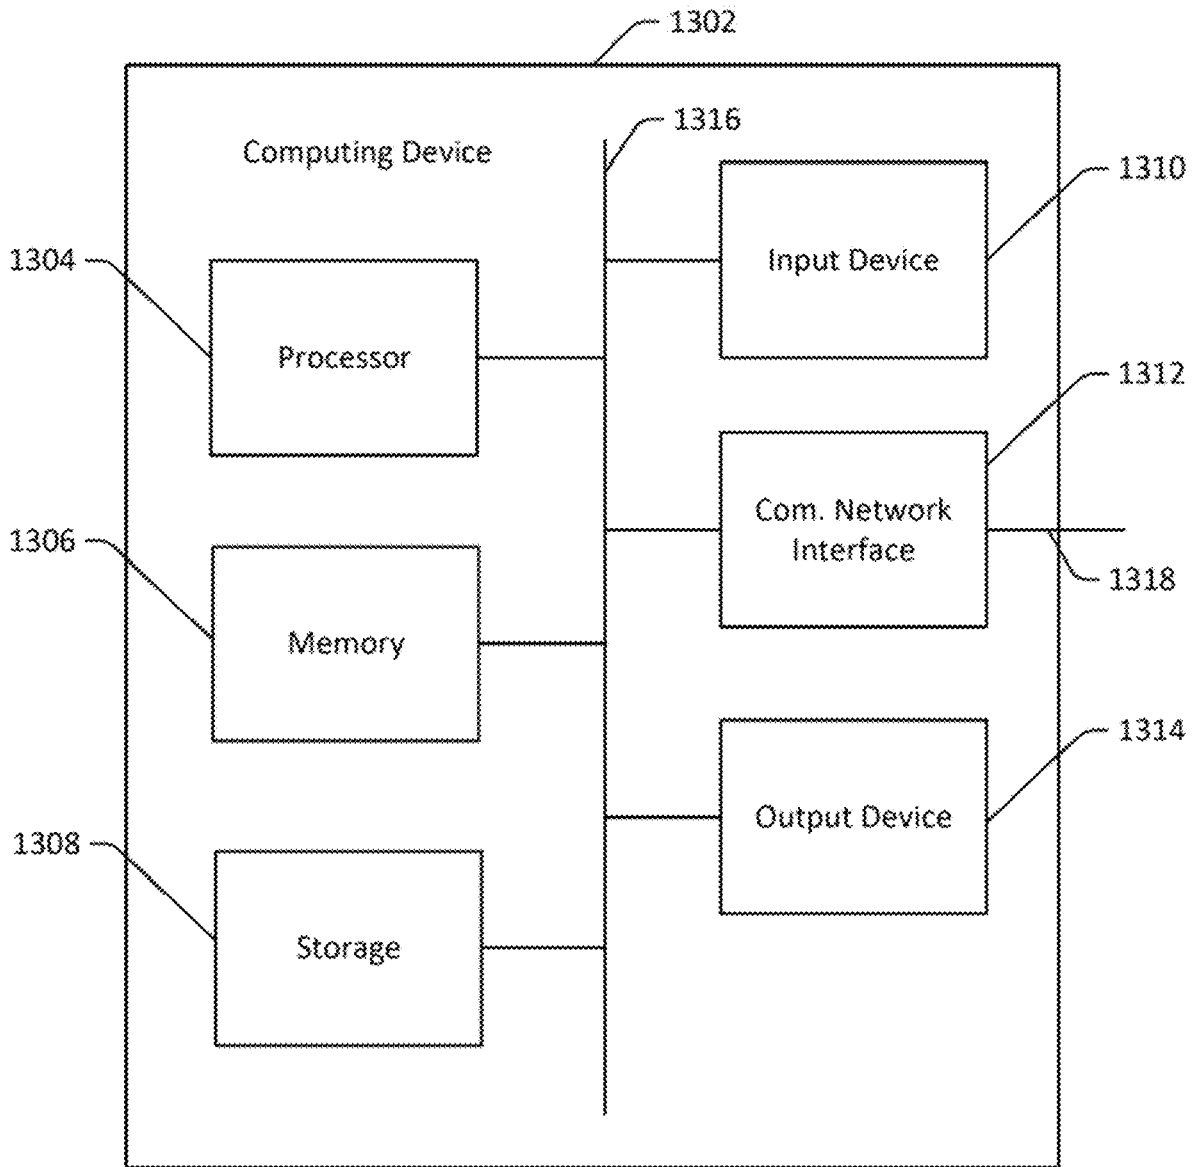 1302
1316
Computing Device
1310
Input Device
1304
Processor
1312
Com. Network
Interface
1306
1318
Memory
1314
Output Device
1308
Storage